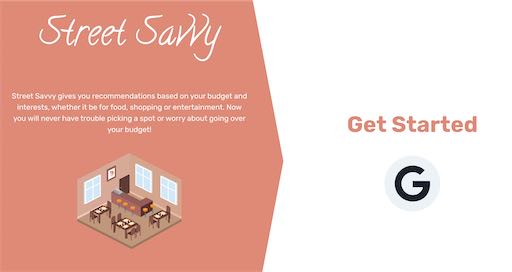 Street Savvy
Street Savvy gives you recommendations based on your budget and
interests, whether it be for food, shopping or entertainment. Now
you will never have trouble picking a spot or worry about going over
your budget!
Get Started
G